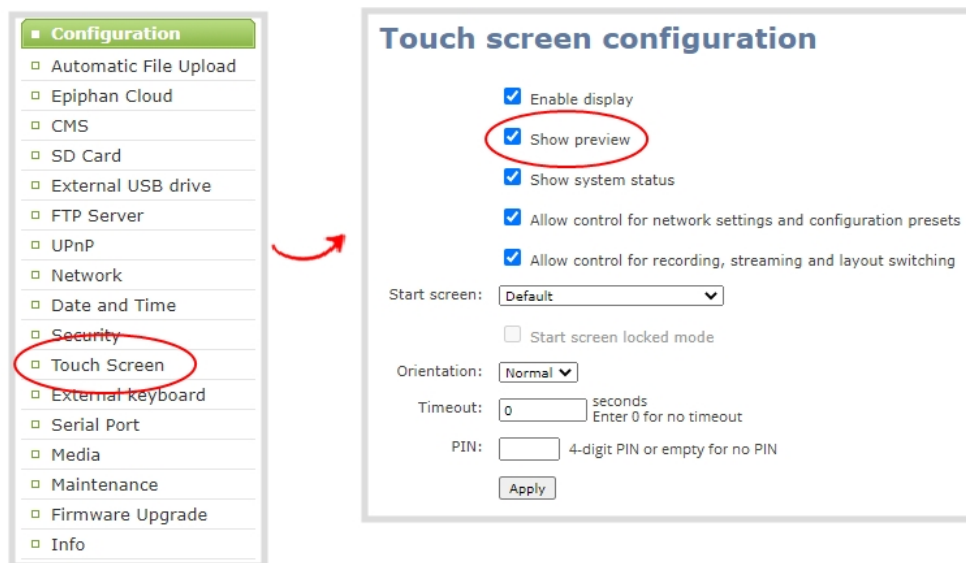 Configuration
Automatic File Upload
Epiphan Cloud
CMS
SD Card
External USB drive
FTP Server
UPnP
Network
Date and Time
Security
Touch Screen
External keyboard
Serial Port
Media
Maintenance
Firmware Upgrade
Info
Touch screen configuration
Enable display
Show preview
Show system status
Allow control for network settings and configuration presets
Allow control for recording, streaming and layout switching
Start screen: Default
Start screen locked mode
Orientation: Normal
Timeout: 0 seconds
Enter 0 for no timeout
PIN: 4-digit PIN or empty for no PIN
Apply